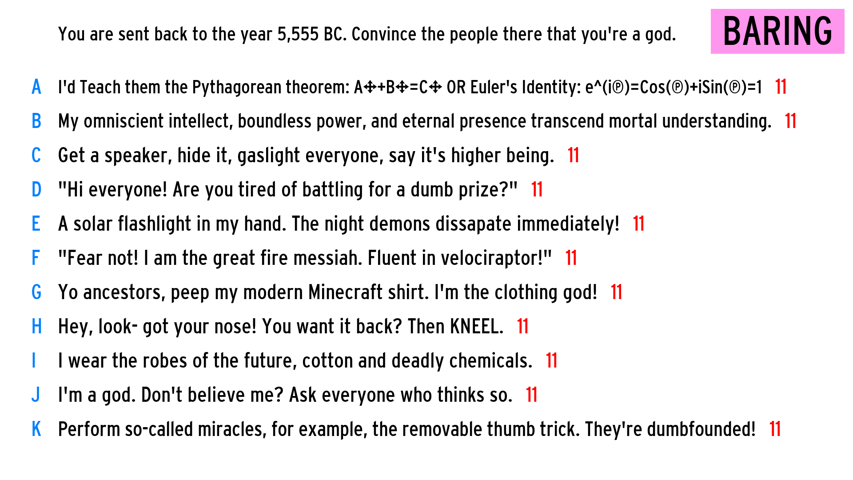 You are sent back to the year 5,555 BC. Convince the people there that you're a god.
BARING
A I'd Teach them the Pythagorean theorem: A✢+B✢=C✢ OR Euler's Identity: e^(i℗)=Cos(℗)+iSin(℗)=1 11
B My omniscient intellect, boundless power, and eternal presence transcend mortal understanding. 11
C Get a speaker, hide it, gaslight everyone, say it's higher being. 11
D "Hi everyone! Are you tired of battling for a dumb prize?" 11
E A solar flashlight in my hand. The night demons dissapate immediately! 11
F "Fear not! I am the great fire messiah. Fluent in velociraptor!" 11
G Yo ancestors, peep my modern Minecraft shirt. I'm the clothing god! 11
H Hey, look- got your nose! You want it back? Then KNEEL. 11
I I wear the robes of the future, cotton and deadly chemicals. 11
J I'm a god. Don't believe me? Ask everyone who thinks so. 11
K Perform so-called miracles, for example, the removable thumb trick. They're dumbfounded! 11